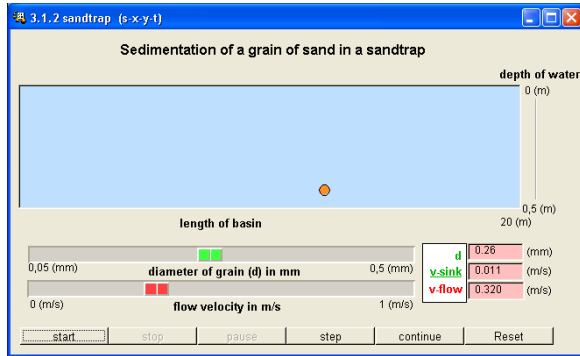 3.1.2 sandtrap (s-x-y-t)
Sedimentation of a grain of sand in a sandtrap
depth of water
0 (m)
0,5 (m)
length of basin
20 (m)
0,05 (mm)
diameter of grain (d) in mm
0,5 (mm)
d
0.26
(mm)
v-sink
0.011
(m/s)
v-flow
0.320
(m/s)
0 (m/s)
flow velocity in m/s
1 (m/s)
start
stop
pause
step
continue
Reset